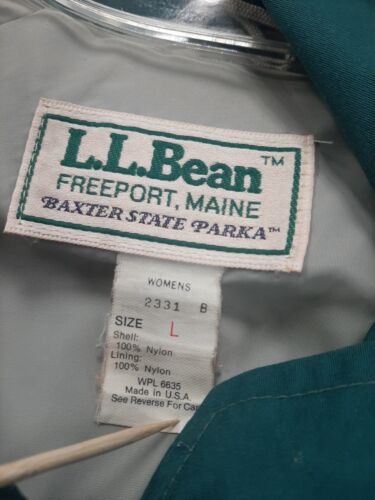 L.L.Bean™
FREEPORT, MAINE
BAXTER STATE PARKA™
WOMENS
2331 B
SIZE L
Shell:
100% Nylon
Lining:
100% Nylon
WPL 6635
Made in U.S.A
See Reverse For Car